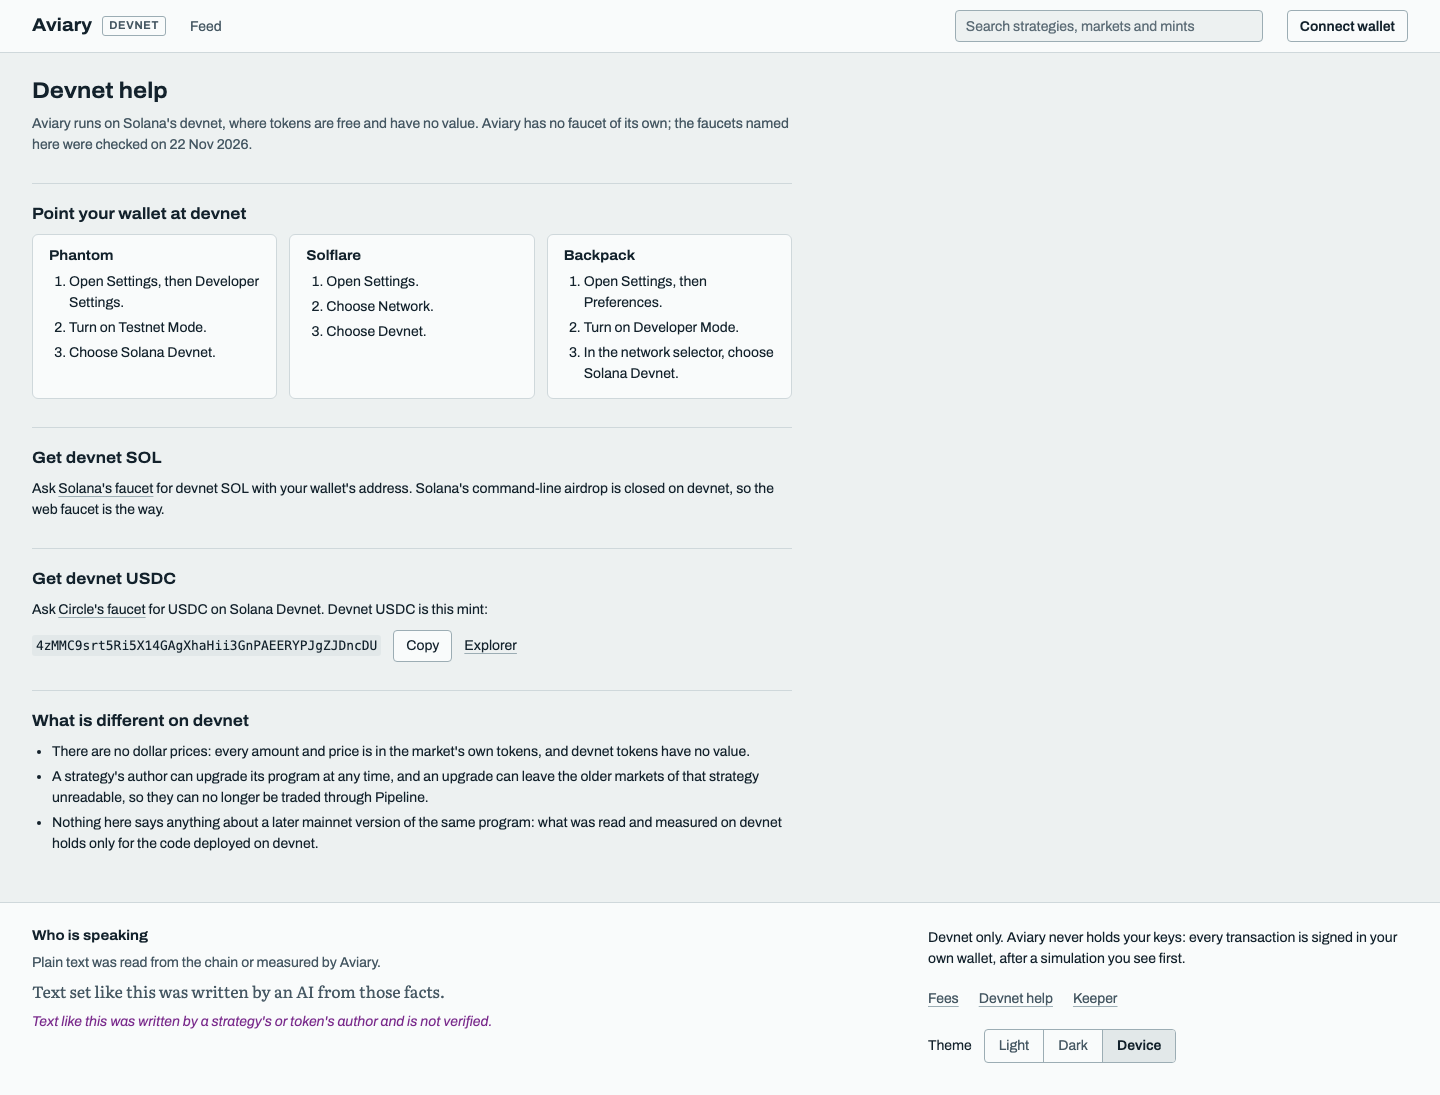 Aviary
DEVNET
Feed
Search strategies, markets and mints
Connect wallet
Devnet help
Aviary runs on Solana's devnet, where tokens are free and have no value. Aviary has no faucet of its own; the faucets named
here were checked on 22 Nov 2026.
Point your wallet at devnet
Phantom
1. Open Settings, then Developer
Settings.
2. Turn on Testnet Mode.
3. Choose Solana Devnet.
Solflare
1. Open Settings.
2. Choose Network.
3. Choose Devnet.
Backpack
1. Open Settings, then
Preferences.
2. Turn on Developer Mode.
3. In the network selector, choose
Solana Devnet.
Get devnet SOL
Ask Solana's faucet for devnet SOL with your wallet's address. Solana's command-line airdrop is closed on devnet, so the
web faucet is the way.
Get devnet USDC
Ask Circle's faucet for USDC on Solana Devnet. Devnet USDC is this mint:
4zMMC9srt5Ri5X14GAgXhaHii3GnPAEERYPJgZJDncDU
Copy
Explorer
What is different on devnet
• There are no dollar prices: every amount and price is in the market's own tokens, and devnet tokens have no value.
• A strategy's author can upgrade its program at any time, and an upgrade can leave the older markets of that strategy
unreadable, so they can no longer be traded through Pipeline.
• Nothing here says anything about a later mainnet version of the same program: what was read and measured on devnet
holds only for the code deployed on devnet.
Who is speaking
Plain text was read from the chain or measured by Aviary.
Text set like this was written by an AI from those facts.
Text like this was written by a strategy's or token's author and is not verified.
Devnet only. Aviary never holds your keys: every transaction is signed in your
own wallet, after a simulation you see first.
Fees
Devnet help
Keeper
Theme
Light
Dark
Device